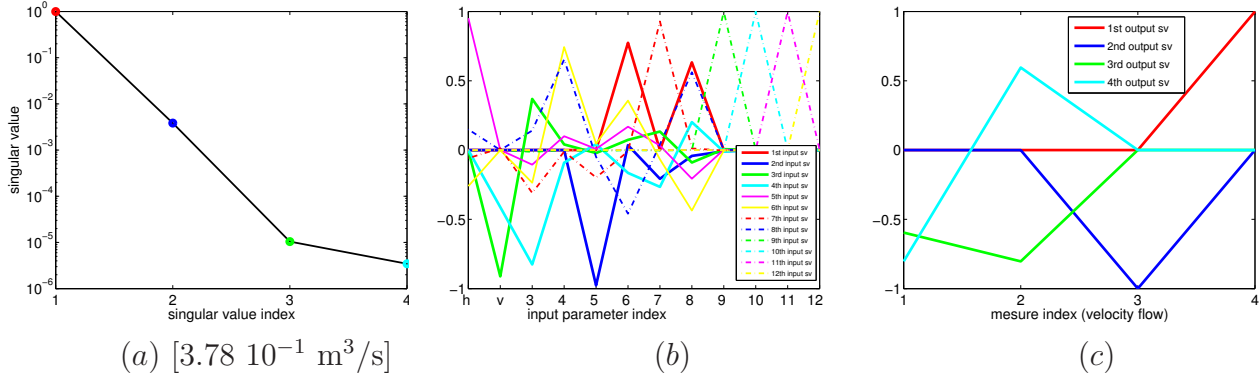 10⁰
10⁻¹
10⁻²
10⁻³
10⁻⁴
10⁻⁵
10⁻⁶
singular value
1 2 3 4
singular value index
(a) [3.78 10⁻¹ m³/s]
1
0.5
0
−0.5
−1
h v 3 4 5 6 7 8 9 10 11 12
input parameter index
1st input sv
2nd input sv
3rd input sv
4th input sv
5th input sv
6th input sv
7th input sv
8th input sv
9th input sv
10th input sv
11th input sv
12th input sv
(b)
1
0.5
0
−0.5
−1
1 2 3 4
mesure index (velocity flow)
1st output sv
2nd output sv
3rd output sv
4th output sv
(c)